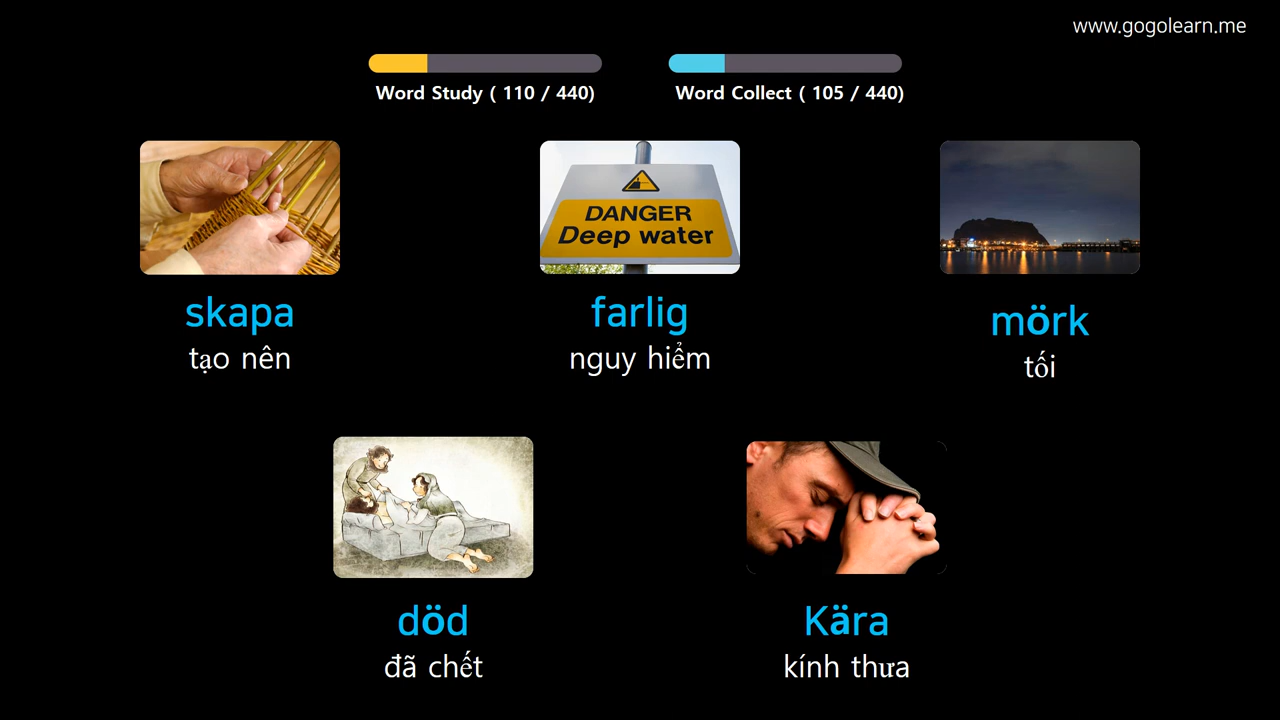 www.gogolearn.me
Word Study ( 110 / 440)
Word Collect ( 105 / 440)
DANGER
Deep water
skapa
tạo nên
farlig
nguy hiểm
mörk
tối
död
đã chết
Kära
kính thưa